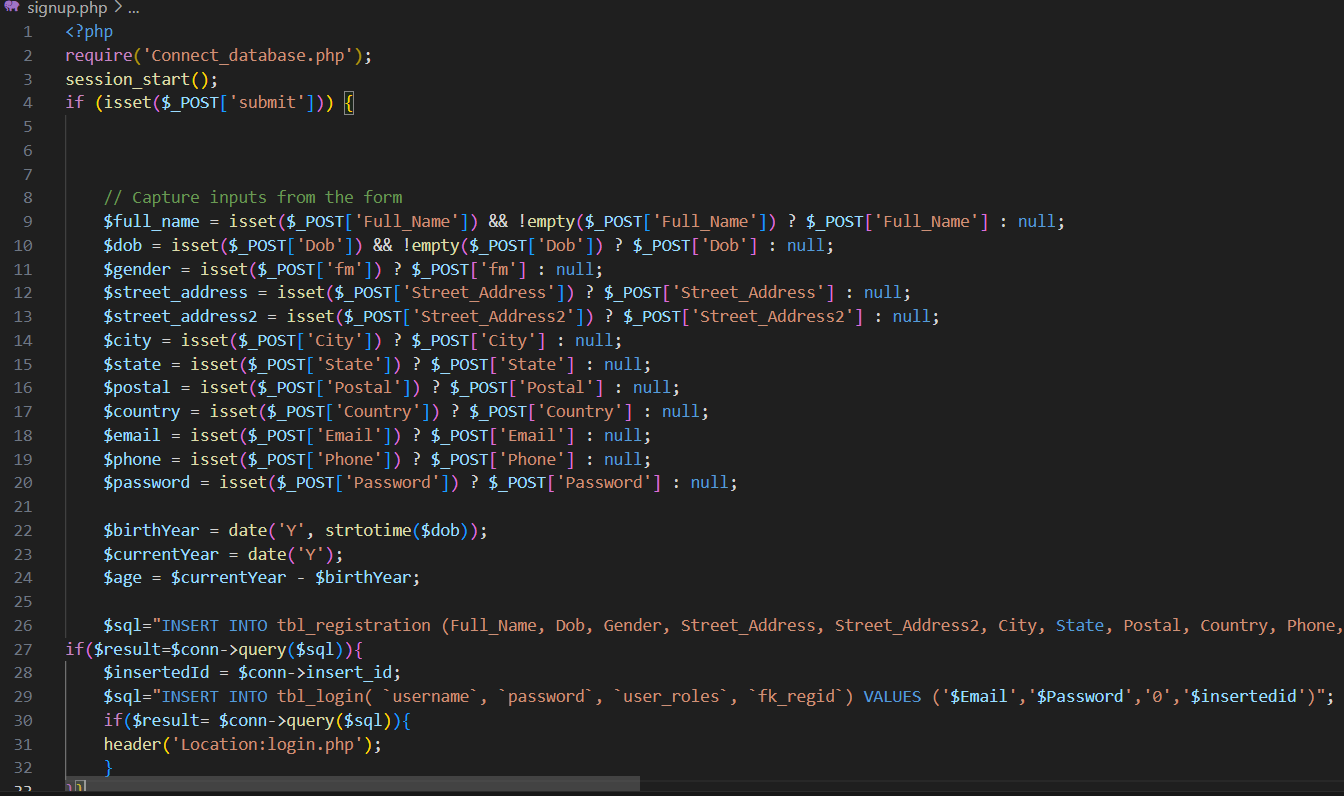 signup.php > ...
1 <?php
2 require('Connect_database.php');
3 session_start();
4 if (isset($_POST['submit'])) {
5
6
7
8 // Capture inputs from the form
9 $full_name = isset($_POST['Full_Name']) && !empty($_POST['Full_Name']) ? $_POST['Full_Name'] : null;
10 $dob = isset($_POST['Dob']) && !empty($_POST['Dob']) ? $_POST['Dob'] : null;
11 $gender = isset($_POST['fm']) ? $_POST['fm'] : null;
12 $street_address = isset($_POST['Street_Address']) ? $_POST['Street_Address'] : null;
13 $street_address2 = isset($_POST['Street_Address2']) ? $_POST['Street_Address2'] : null;
14 $city = isset($_POST['City']) ? $_POST['City'] : null;
15 $state = isset($_POST['State']) ? $_POST['State'] : null;
16 $postal = isset($_POST['Postal']) ? $_POST['Postal'] : null;
17 $country = isset($_POST['Country']) ? $_POST['Country'] : null;
18 $email = isset($_POST['Email']) ? $_POST['Email'] : null;
19 $phone = isset($_POST['Phone']) ? $_POST['Phone'] : null;
20 $password = isset($_POST['Password']) ? $_POST['Password'] : null;
21
22 $birthYear = date('Y', strtotime($dob));
23 $currentYear = date('Y');
24 $age = $currentYear - $birthYear;
25
26 $sql="INSERT INTO tbl_registration (Full_Name, Dob, Gender, Street_Address, Street_Address2, City, State, Postal, Country, Phone,
27 if($result=$conn->query($sql)){
28 $insertedId = $conn->insert_id;
29 $sql="INSERT INTO tbl_login( `username`, `password`, `user_roles`, `fk_regid`) VALUES ('$Email','$Password','0','$insertedid')";
30 if($result= $conn->query($sql)){
31 header('Location:login.php');
32 }
33 }}